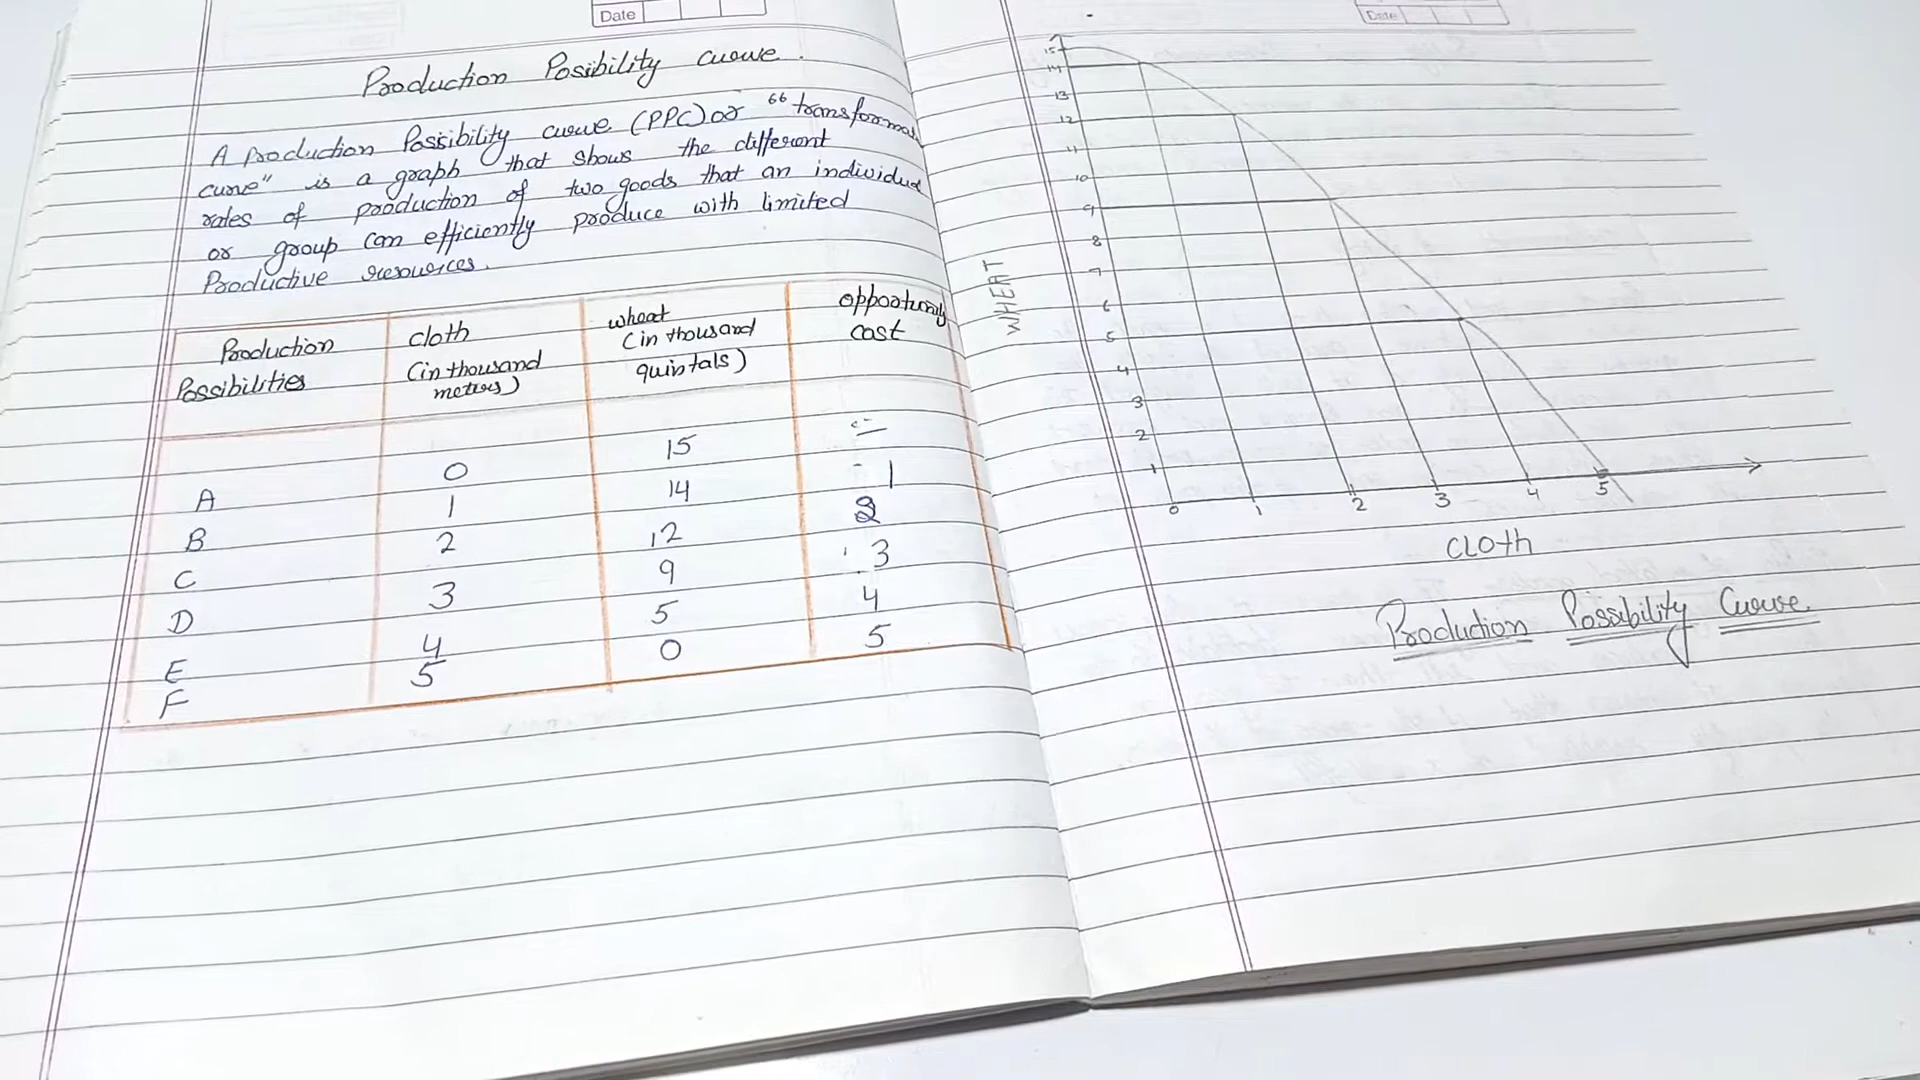 Date
Production Posibility curve.
A Production Possibility curve (PPC) or "transformat
curve" is a graph that shows the different
rates of production of two goods that an individual
or group can efficiently produce with limited
Productive resources.
Production Possibilities | cloth (in thousand meters) | wheat (in thousand quintals) | opportunity cost
A | 0 | 15 | –
B | 1 | 14 | 1
C | 2 | 12 | 2
D | 3 | 9 | 3
E | 4 | 5 | 4
F | 5 | 0 | 5
Date
15
14
13
12
11
10
9
8
7
6
5
4
3
2
1
WHEAT
0 1 2 3 4 5
CLOTH
Production Possibility Curve